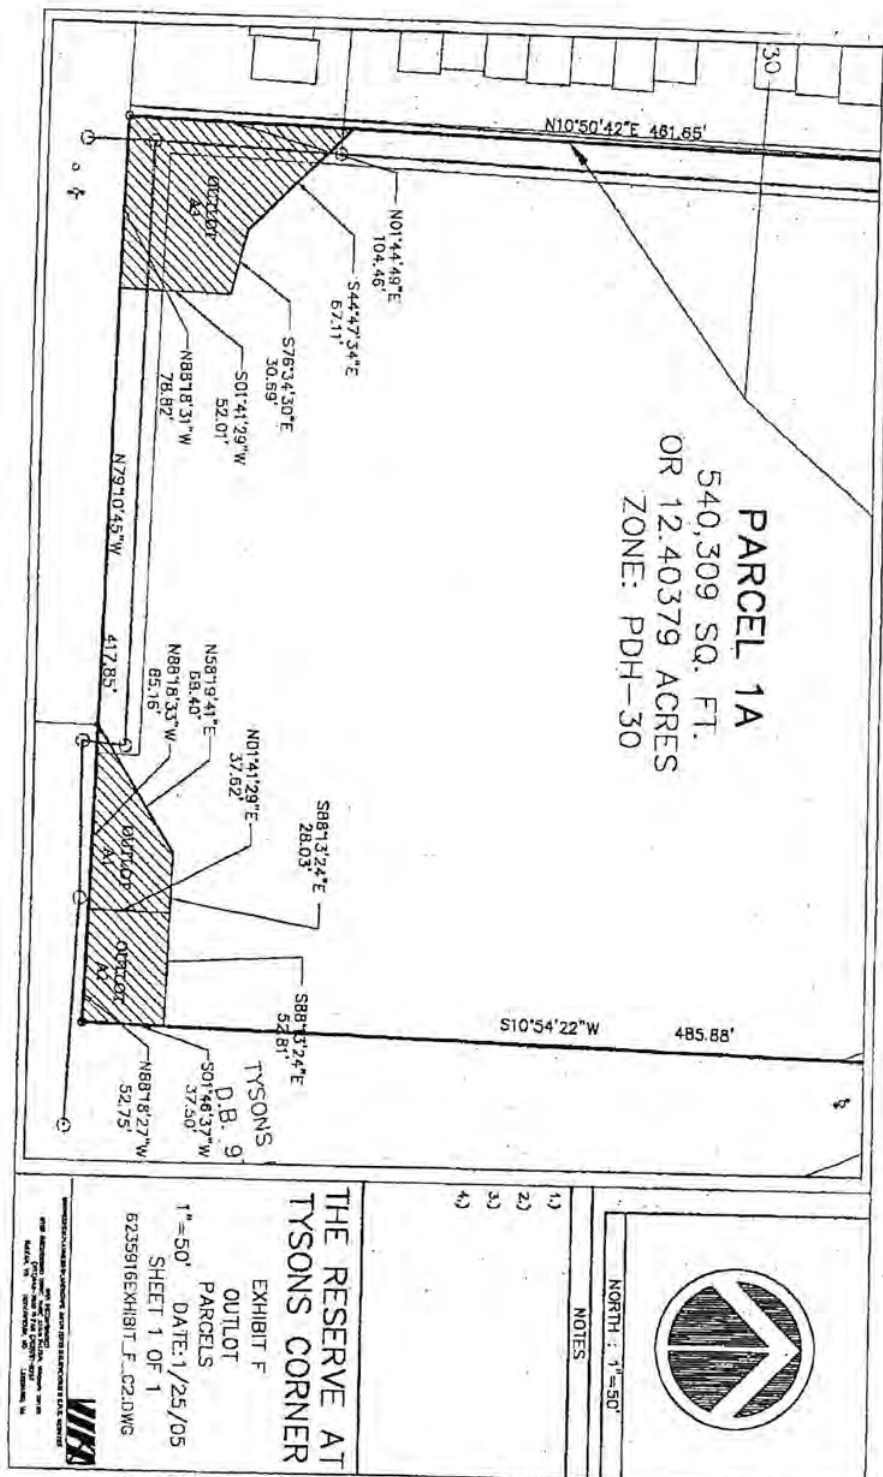 30
N10°50'42"E 461.65'
N01°44'49"E
104.46'
S44°47'34"E
67.11'
S76°34'30"E
30.69'
S01°41'29"W
52.01'
N88°18'31"W
78.82'
OUTLOT
A3
PARCEL 1A
540,309 SQ. FT.
OR 12.40379 ACRES
ZONE: PDH-30
N79°10'45"W
417.85'
N58°19'41"E
68.40'
N88°18'33"W
85.16'
N01°41'29"E
37.62'
S88°13'24"E
28.03'
S88°13'24"E
52.81'
OUTLOT
A1
OUTLOT
A2
S10°54'22"W 485.88'
TYSONS
D.B. 9
S01°46'37"W
37.50'
N88°18'27"W
52.75'
NORTH : 1"=50'
NOTES
1.)
2.)
3.)
4.)
THE RESERVE AT
TYSONS CORNER
EXHIBIT F
OUTLOT
PARCELS
1"=50' DATE:1/25/05
SHEET 1 OF 1
6235916EXHIBIT_F_C2.DWG
VIKA